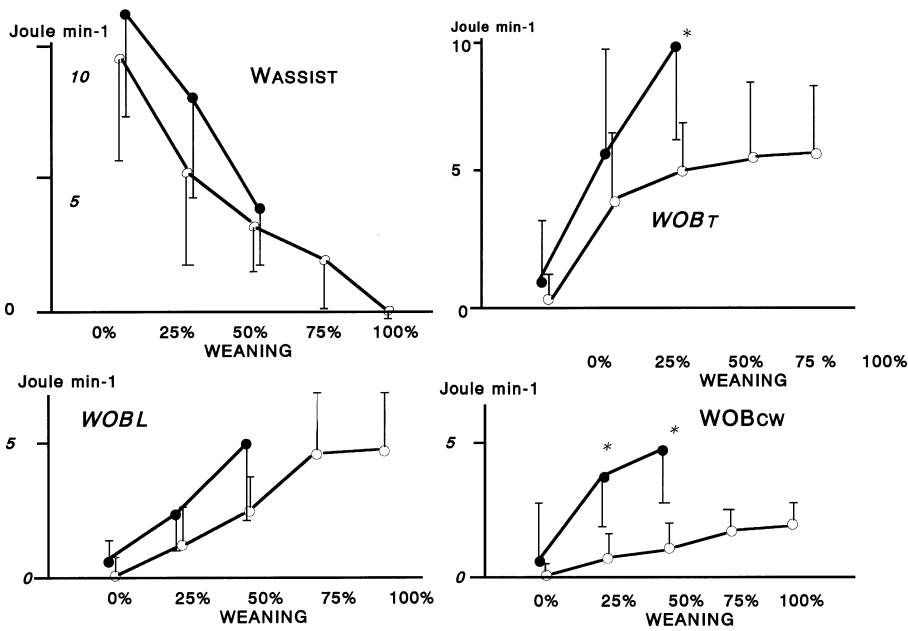 Joule min-1
10
WASSIST
5
0
0% 25% 50% 75% 100%
WEANING
Joule min-1
10
*
5
WOBT
0
0% 25% 50% 75 % 100%
WEANING
Joule min-1
WOBL
5
0
0% 25% 50% 75% 100%
WEANING
Joule min-1
WOBCW
5
*
*
0
0% 25% 50% 75% 100%
WEANING